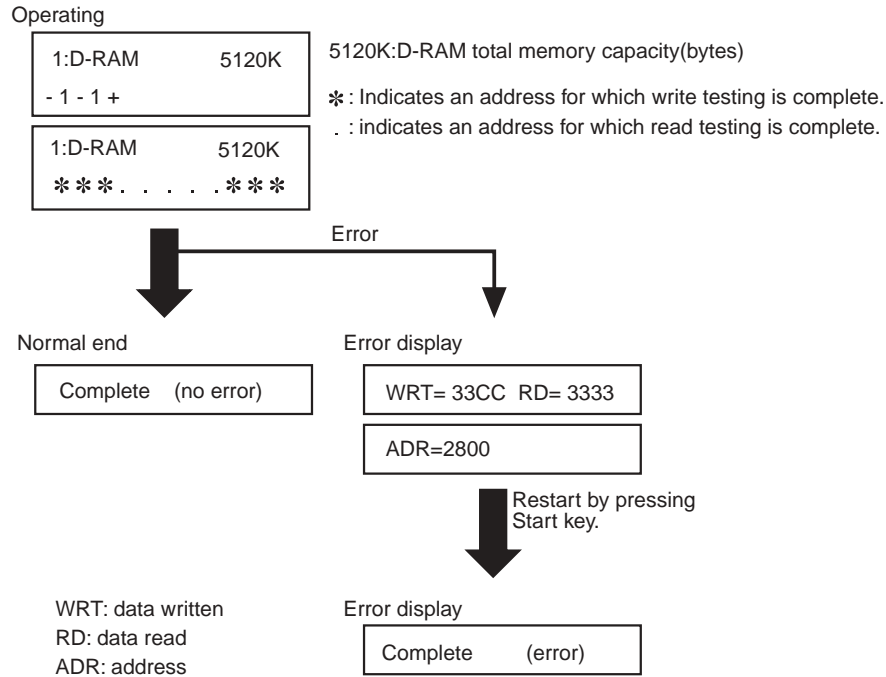 Operating
1:D-RAM 5120K
- 1 - 1 +
5120K:D-RAM total memory capacity(bytes)
✻ : Indicates an address for which write testing is complete.
. : indicates an address for which read testing is complete.
1:D-RAM 5120K
✻✻✻. . . . .✻✻✻
Error
Normal end
Complete (no error)
Error display
WRT= 33CC RD= 3333
ADR=2800
Restart by pressing
Start key.
WRT: data written
RD: data read
ADR: address
Error display
Complete (error)